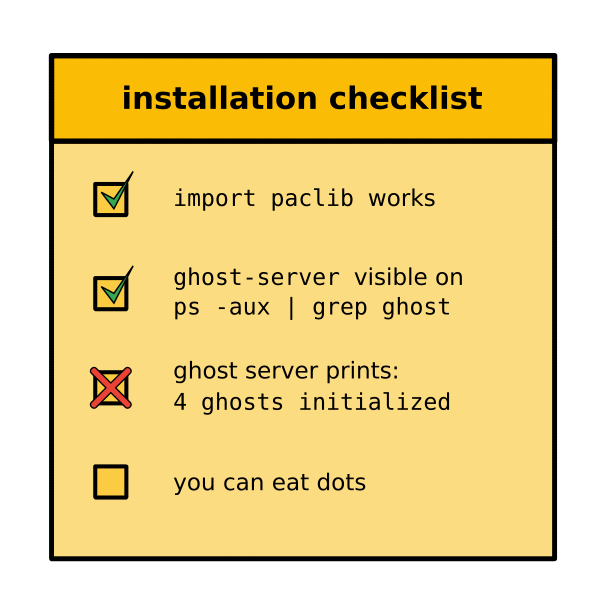 installation checklist
import paclib works
ghost-server visible on
ps -aux | grep ghost
ghost server prints:
4 ghosts initialized
you can eat dots